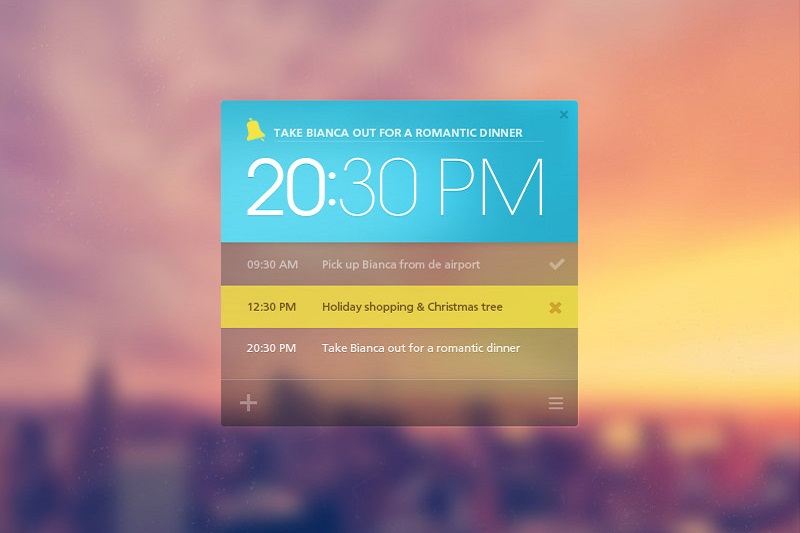 TAKE BIANCA OUT FOR A ROMANTIC DINNER
20:30 PM
09:30 AM Pick up Bianca from de airport
12:30 PM Holiday shopping & Christmas tree
20:30 PM Take Bianca out for a romantic dinner